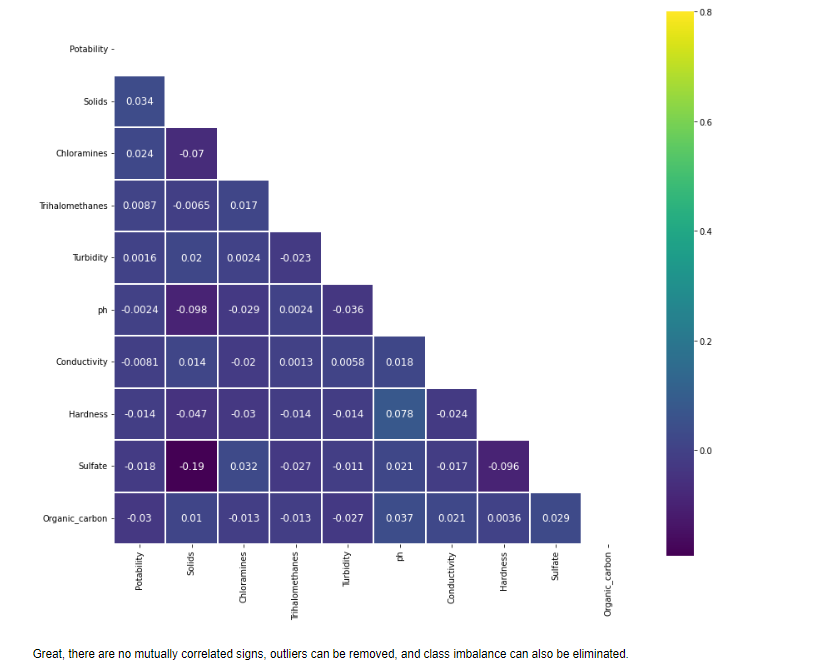 0.8
Potability
Solids 0.034
0.6
Chloramines 0.024 -0.07
Trihalomethanes 0.0087 -0.0065 0.017
0.4
Turbidity 0.0016 0.02 0.0024 -0.023
ph -0.0024 -0.098 -0.029 0.0024 -0.036
0.2
Conductivity -0.0081 0.014 -0.02 0.0013 0.0058 0.018
Hardness -0.014 -0.047 -0.03 -0.014 -0.014 0.078 -0.024
0.0
Sulfate -0.018 -0.19 0.032 -0.027 -0.011 0.021 -0.017 -0.096
Organic_carbon -0.03 0.01 -0.013 -0.013 -0.027 0.037 0.021 0.0036 0.029
Potability
Solids
Chloramines
Trihalomethanes
Turbidity
ph
Conductivity
Hardness
Sulfate
Organic_carbon
Great, there are no mutually correlated signs, outliers can be removed, and class imbalance can also be eliminated.